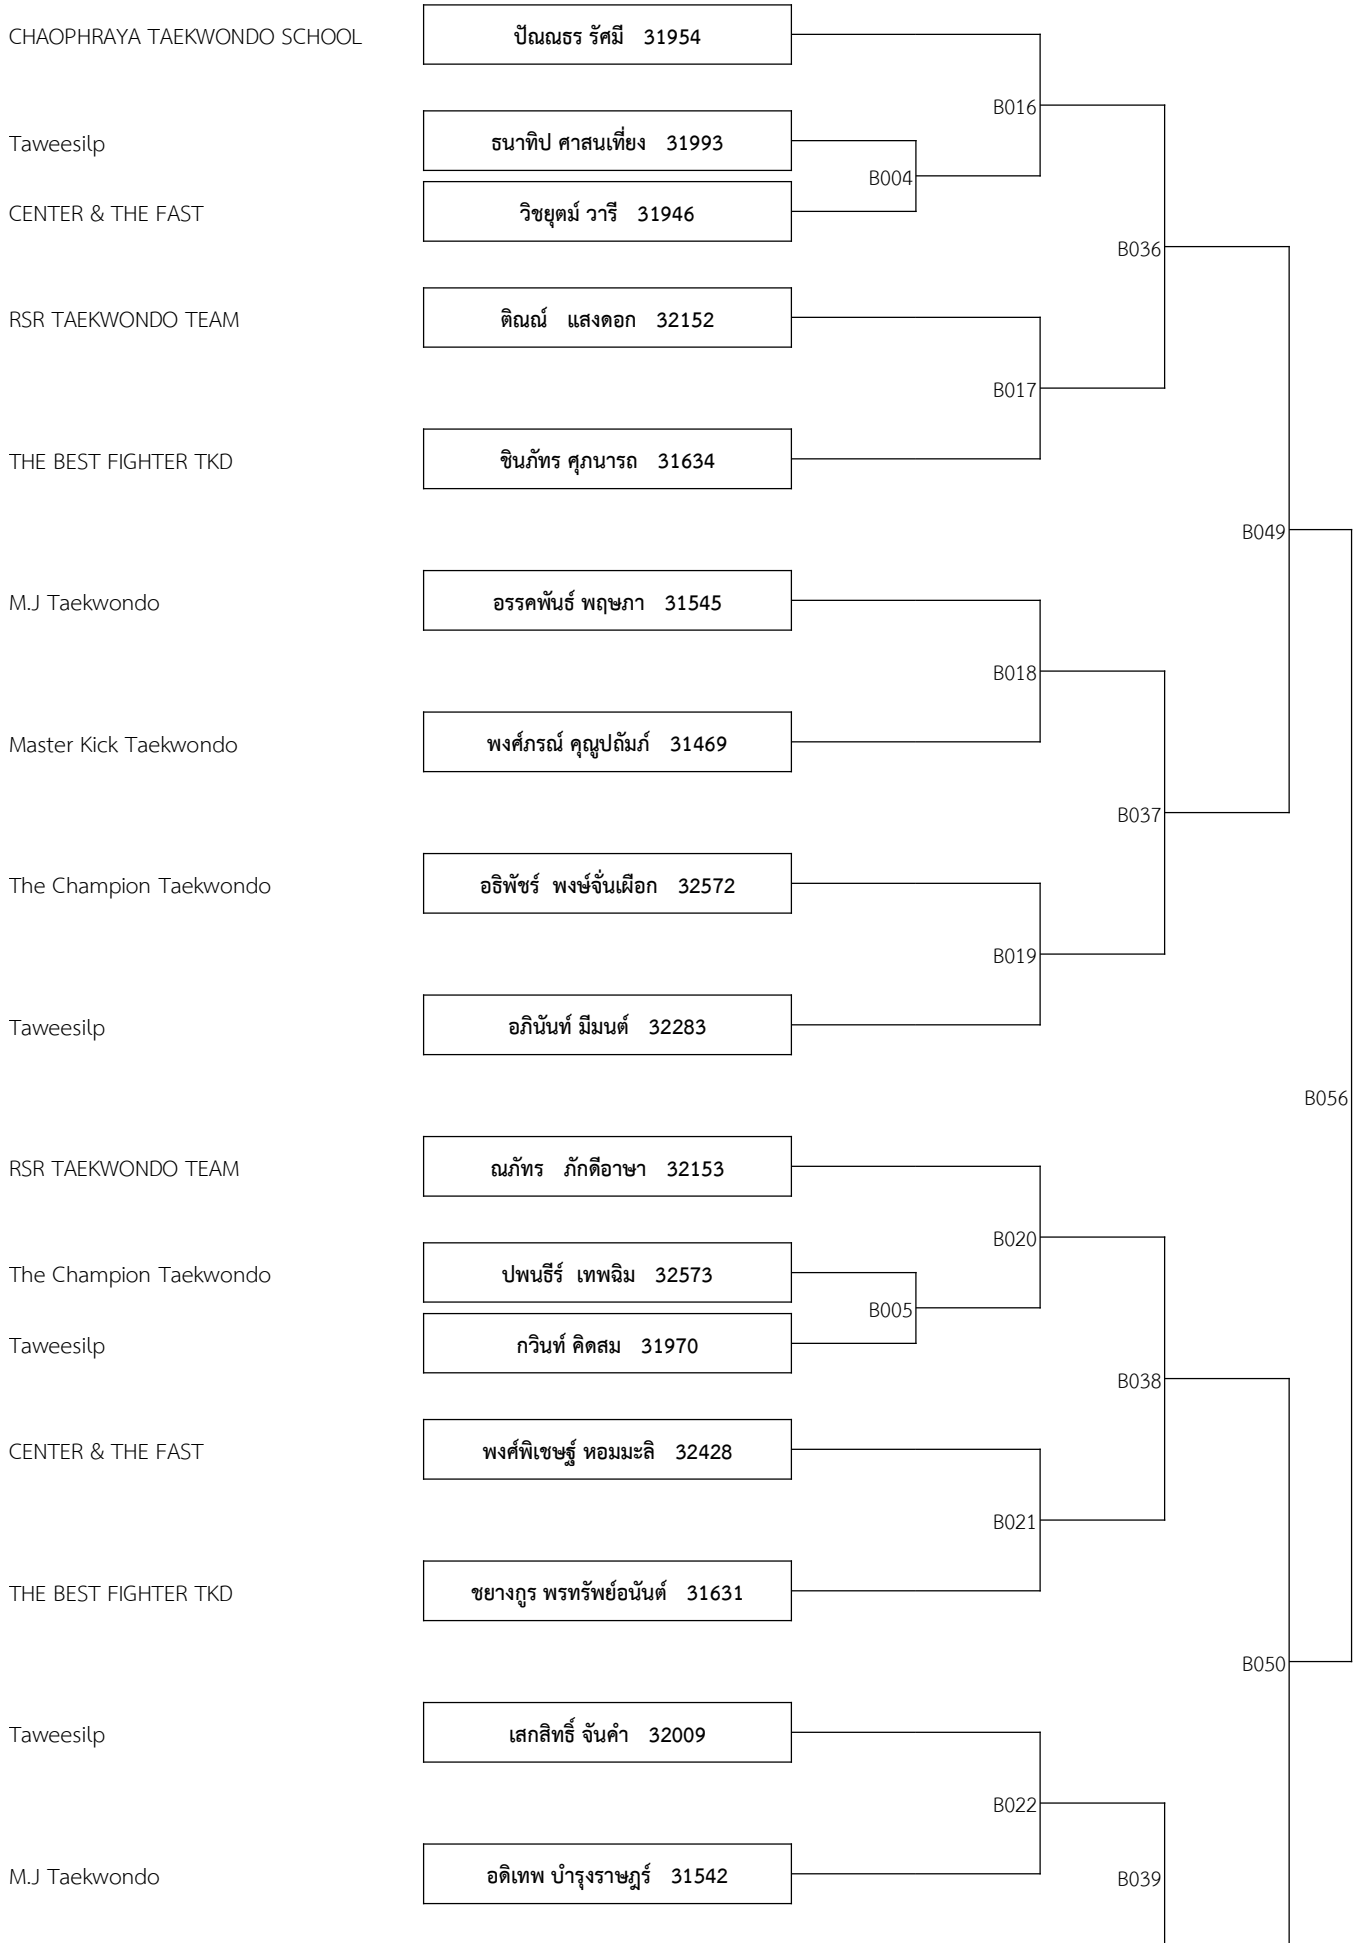 CHAOPHRAYA TAEKWONDO SCHOOL ปัณณธร รัศมี 31954
B016
Taweesilp ธนาทิป ศาสนเที่ยง 31993
B004
CENTER & THE FAST วิชยุตม์ วารี 31946
B036
RSR TAEKWONDO TEAM ติณณ์ แสงดอก 32152
B017
THE BEST FIGHTER TKD ชินภัทร ศุภนารถ 31634
B049
M.J Taekwondo อรรคพันธ์ พฤษภา 31545
B018
Master Kick Taekwondo พงศ์ภรณ์ คุณูปถัมภ์ 31469
B037
The Champion Taekwondo อธิพัชร์ พงษ์จั่นเผือก 32572
B019
Taweesilp อภินันท์ มีมนต์ 32283
B056
RSR TAEKWONDO TEAM ณภัทร ภักดีอาษา 32153
B020
The Champion Taekwondo ปพนธีร์ เทพฉิม 32573
B005
Taweesilp กวินท์ คิดสม 31970
B038
CENTER & THE FAST พงศ์พิเชษฐ์ หอมมะลิ 32428
B021
THE BEST FIGHTER TKD ชยางกูร พรทรัพย์อนันต์ 31631
B050
Taweesilp เสกสิทธิ์ จันคำ 32009
B022
M.J Taekwondo อดิเทพ บำรุงราษฎร์ 31542
B039